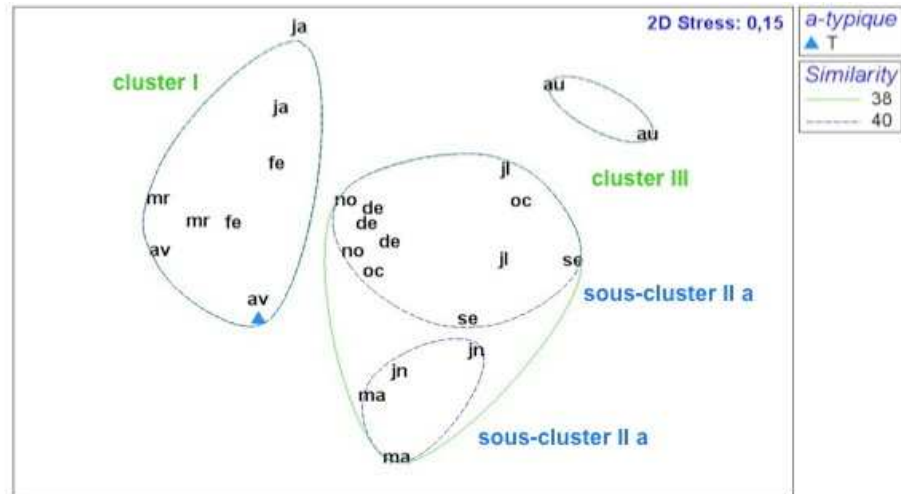 2D Stress: 0,15
a-typique
T
Similarity
38
40
ja
cluster I
au
ja
au
fe
jl
cluster III
mr
no
oc
de
mr
fe
de
de
av
no
jl
se
oc
sous-cluster II a
av
se
jn
jn
ma
sous-cluster II a
ma